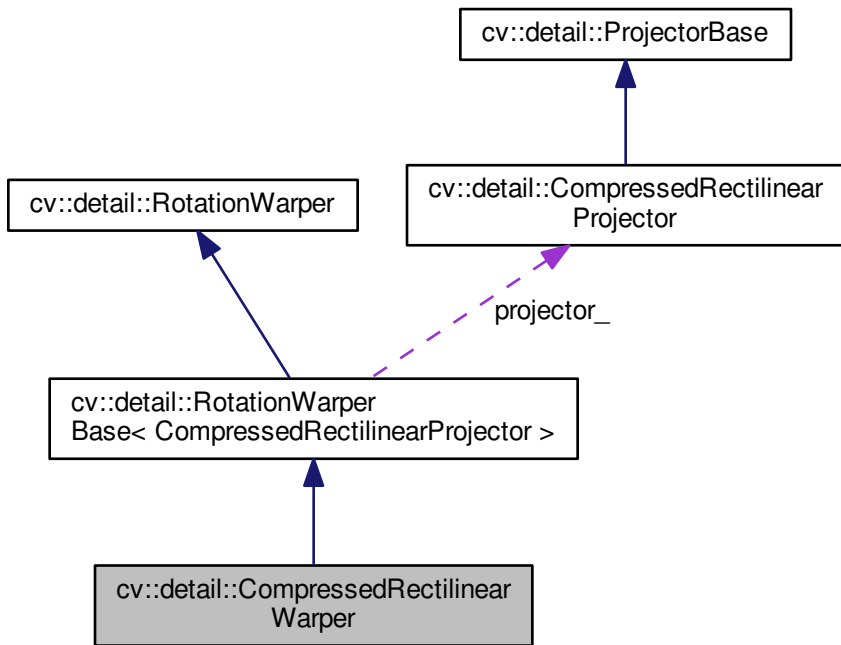 cv::detail::ProjectorBase
cv::detail::RotationWarper
cv::detail::CompressedRectilinear
Projector
projector_
cv::detail::RotationWarper
Base< CompressedRectilinearProjector >
cv::detail::CompressedRectilinear
Warper